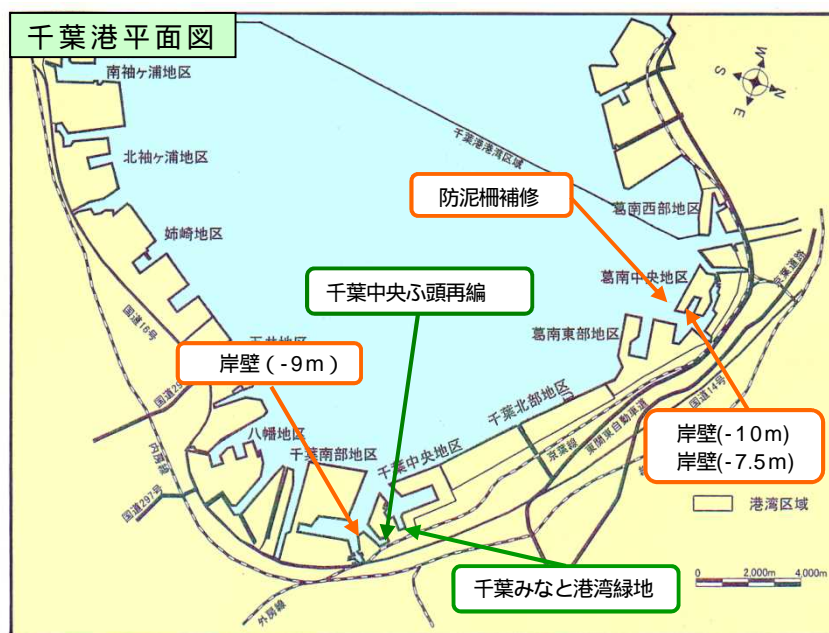 千葉港平面図
南袖ヶ浦地区
北袖ヶ浦地区
姉崎地区
国道16号
千葉港港湾区域
W
N
S
E
防泥柵補修
葛南西部地区
京葉道路
葛南中央地区
千葉中央ふ頭再編
葛南東部地区
岸壁（-9m）
国道14号
千葉北部地区
京葉線
東関東自動車道
岸壁(-10m)
岸壁(-7.5m)
八幡地区
千葉南部地区
千葉中央地区
内房線
国道297号
港湾区域
千葉みなと港湾緑地
0 2,000m 4,000m
外房線